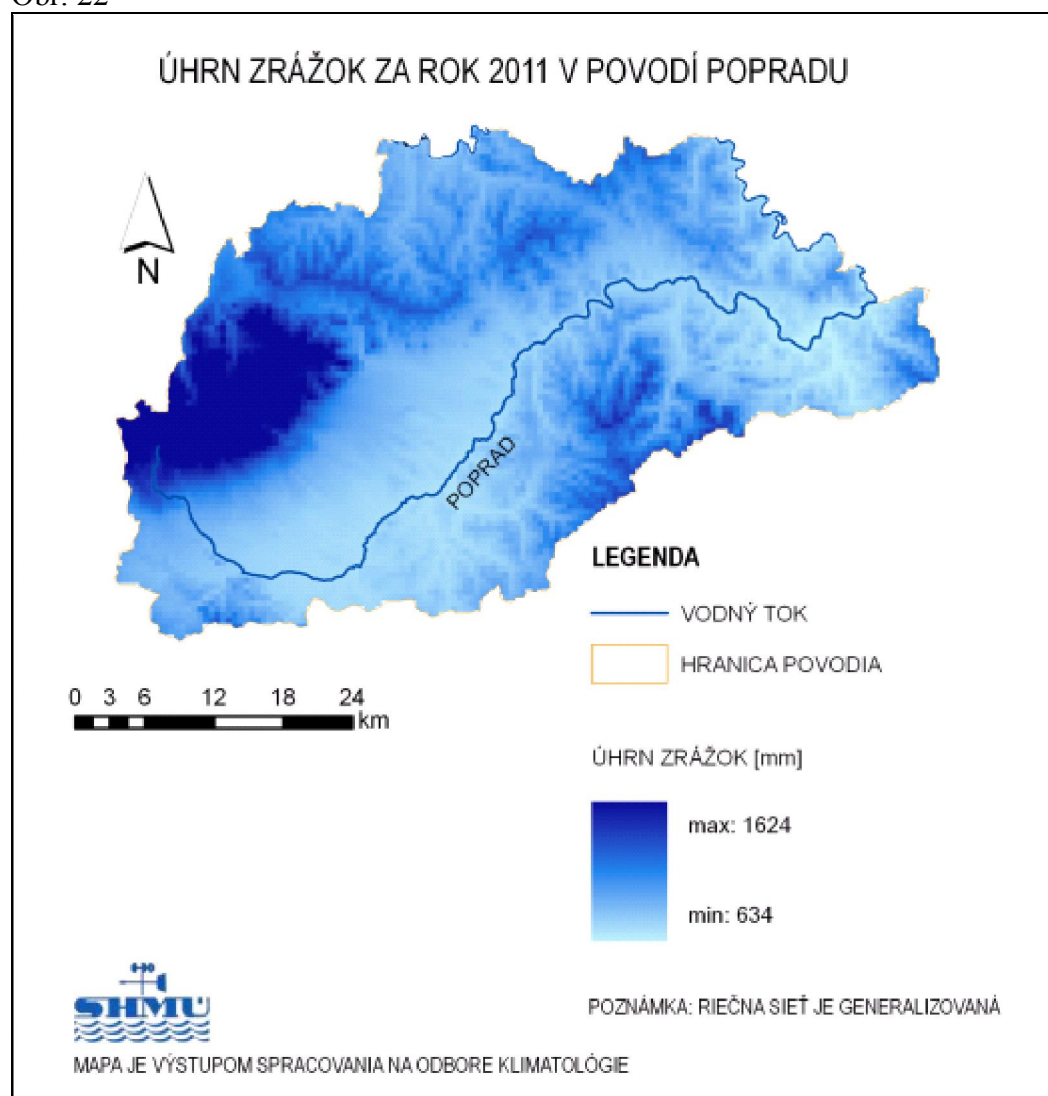 Obr. 22
ÚHRN ZRÁŽOK ZA ROK 2011 V POVODÍ POPRADU
N
POPRAD
LEGENDA
VODNÝ TOK
HRANICA POVODIA
0 3 6 12 18 24
km
ÚHRN ZRÁŽOK [mm]
max: 1624
min: 634
SHMÚ
POZNÁMKA: RIEČNA SIEŤ JE GENERALIZOVANÁ
MAPA JE VÝSTUPOM SPRACOVANIA NA ODBORE KLIMATOLÓGIE